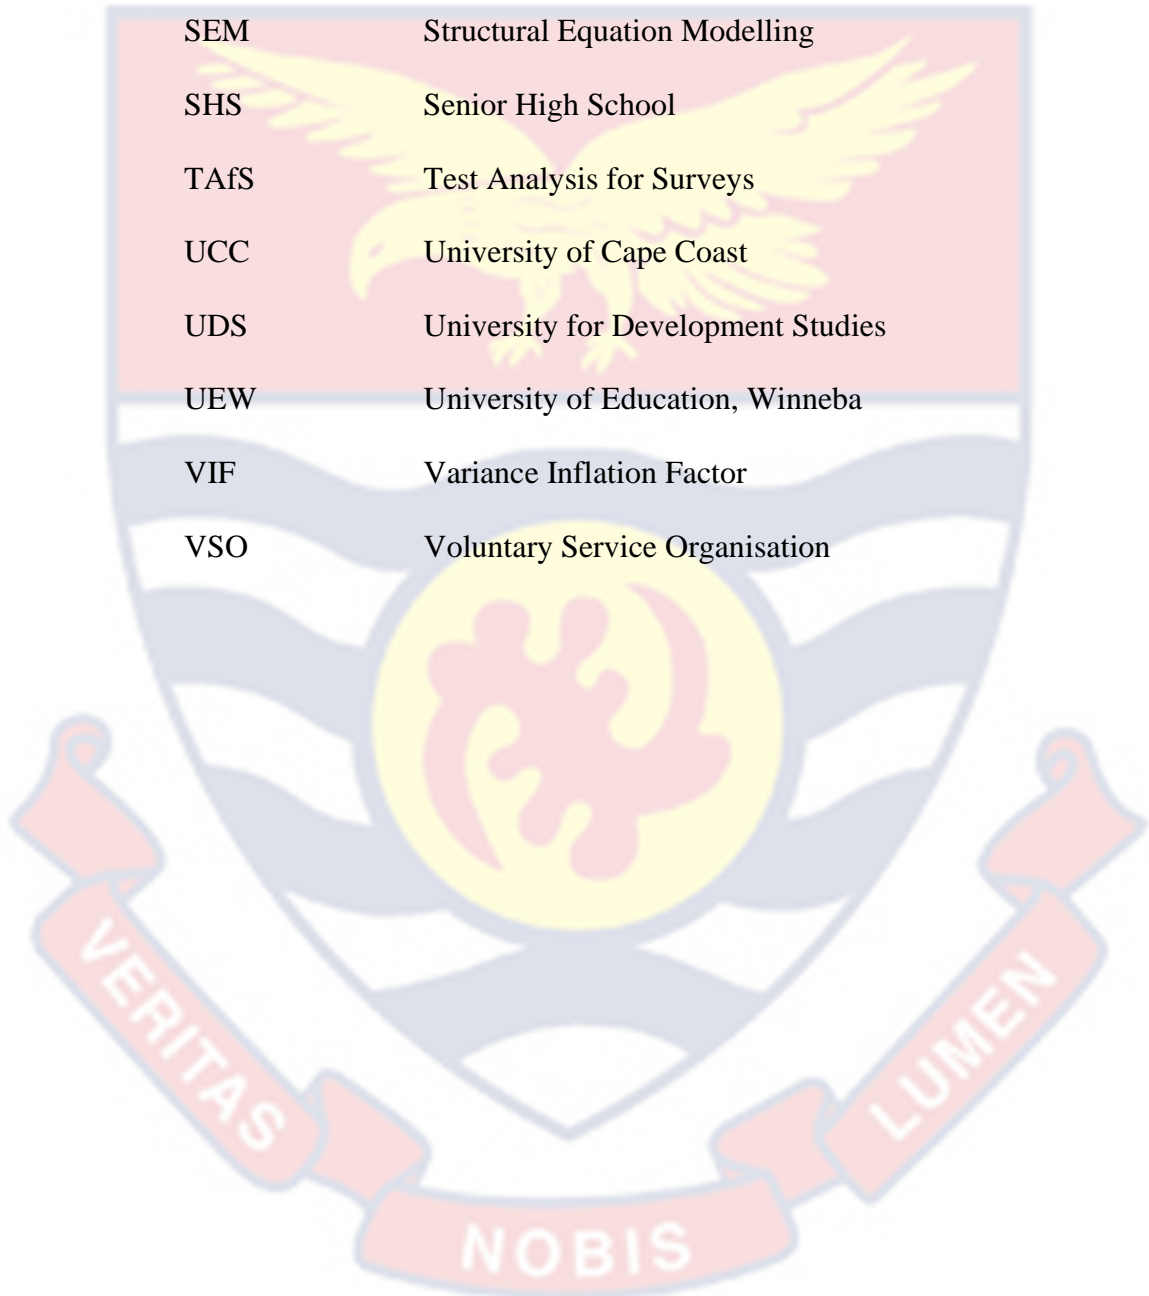 SEM Structural Equation Modelling
SHS Senior High School
TAfS Test Analysis for Surveys
UCC University of Cape Coast
UDS University for Development Studies
UEW University of Education, Winneba
VIF Variance Inflation Factor
VSO Voluntary Service Organisation
VERITAS
NOBIS
LUMEN